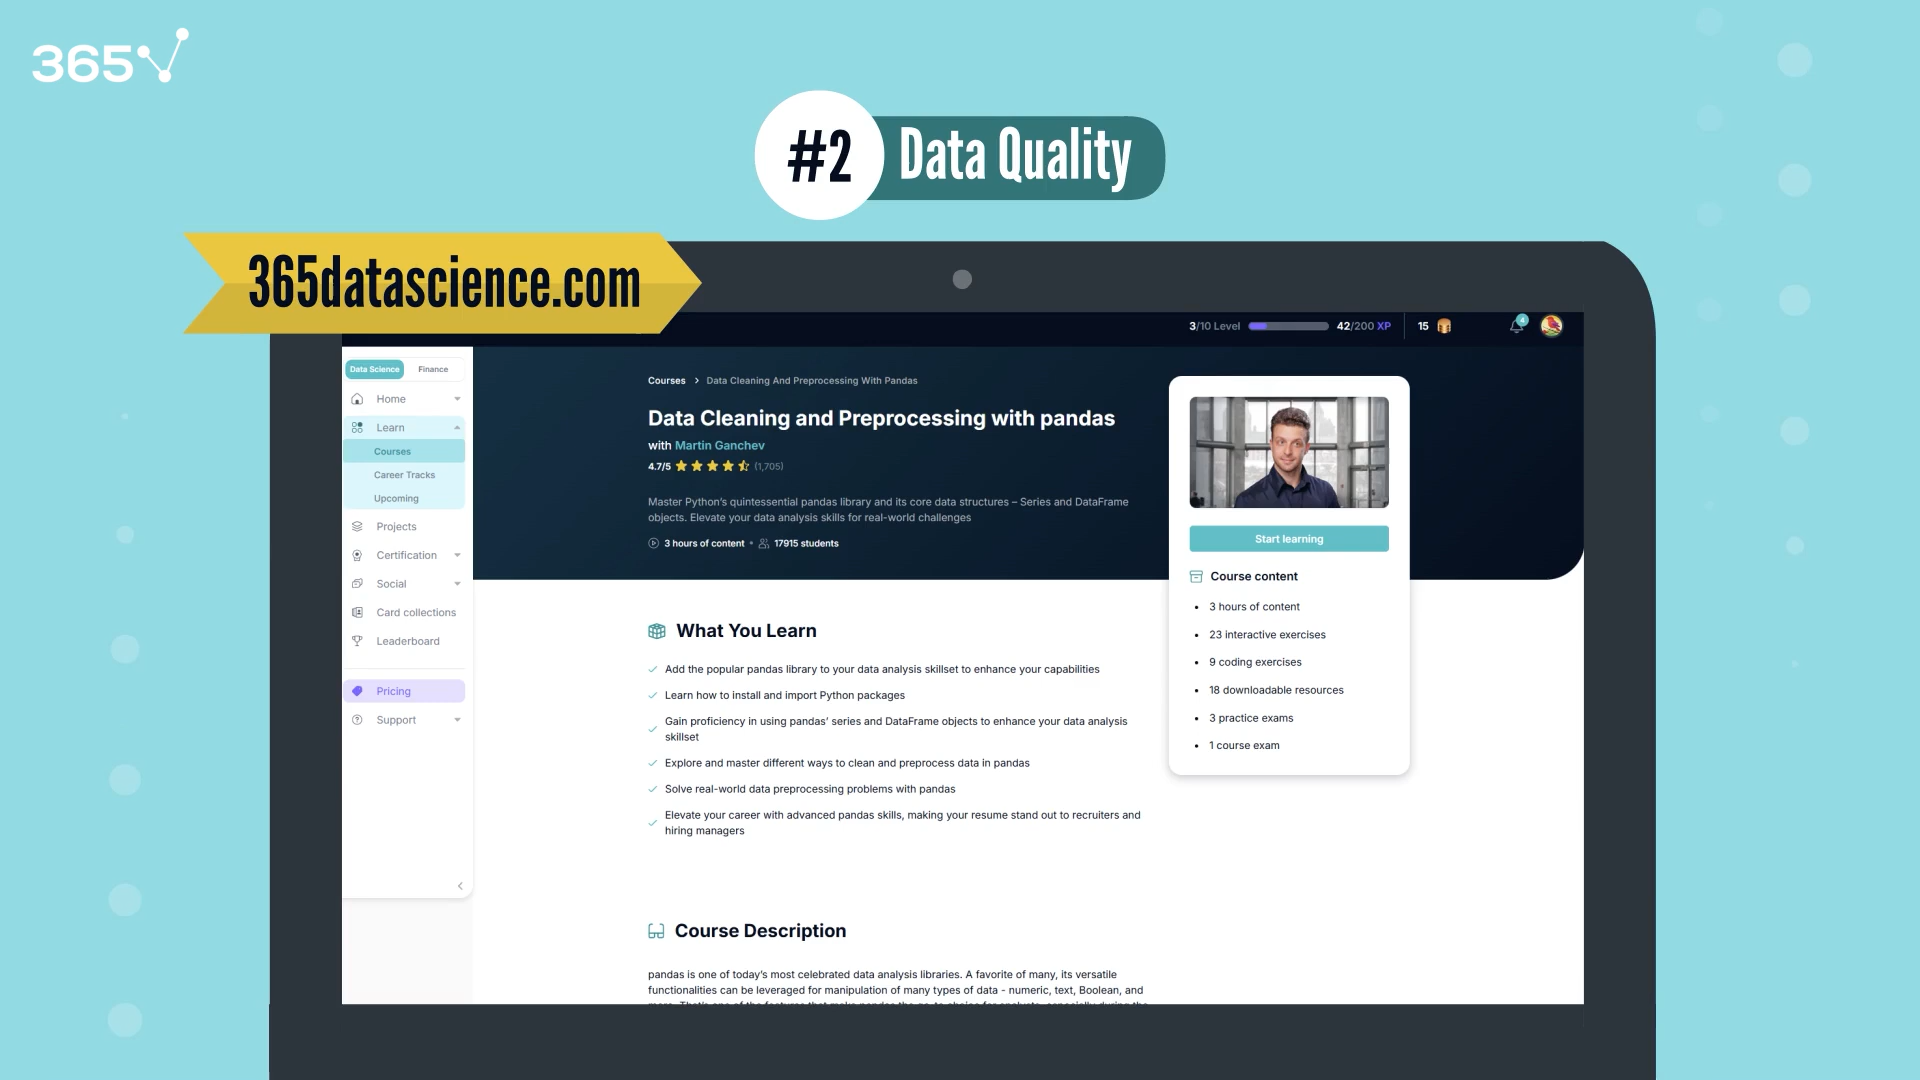 365
#2 Data Quality
365datascience.com
3/10 Level
42/200 XP
15
4
Data Science
Finance
Home
Learn
Courses
Career Tracks
Upcoming
Projects
Certification
Social
Card collections
Leaderboard
Pricing
Support
Courses > Data Cleaning And Preprocessing With Pandas
Data Cleaning and Preprocessing with pandas
with Martin Ganchev
4.7/5 (1,705)
Master Python's quintessential pandas library and its core data structures – Series and DataFrame
objects. Elevate your data analysis skills for real-world challenges
3 hours of content • 17915 students
Start learning
Course content
• 3 hours of content
• 23 interactive exercises
• 9 coding exercises
• 18 downloadable resources
• 3 practice exams
• 1 course exam
What You Learn
Add the popular pandas library to your data analysis skillset to enhance your capabilities
Learn how to install and import Python packages
Gain proficiency in using pandas' series and DataFrame objects to enhance your data analysis
skillset
Explore and master different ways to clean and preprocess data in pandas
Solve real-world data preprocessing problems with pandas
Elevate your career with advanced pandas skills, making your resume stand out to recruiters and
hiring managers
Course Description
pandas is one of today's most celebrated data analysis libraries. A favorite of many, its versatile
functionalities can be leveraged for manipulation of many types of data - numeric, text, Boolean, and